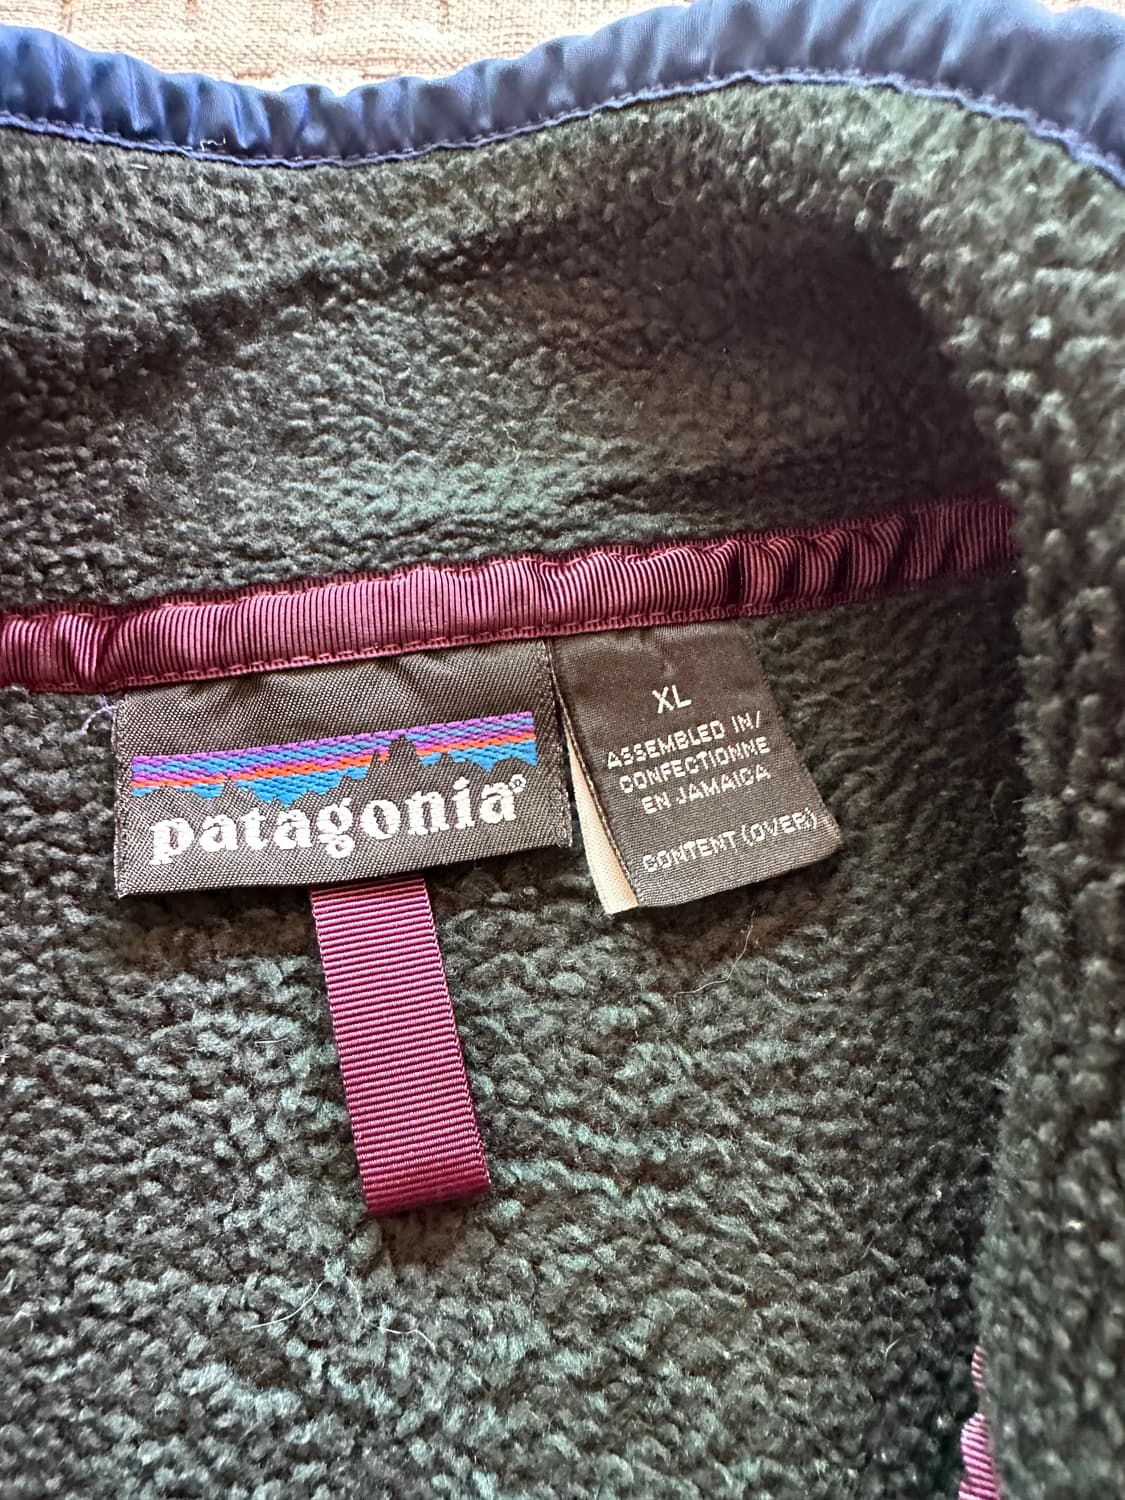 patagonia®
XL
ASSEMBLED IN/
CONFECTIONNE
EN JAMAICA
CONTENT (OVER)